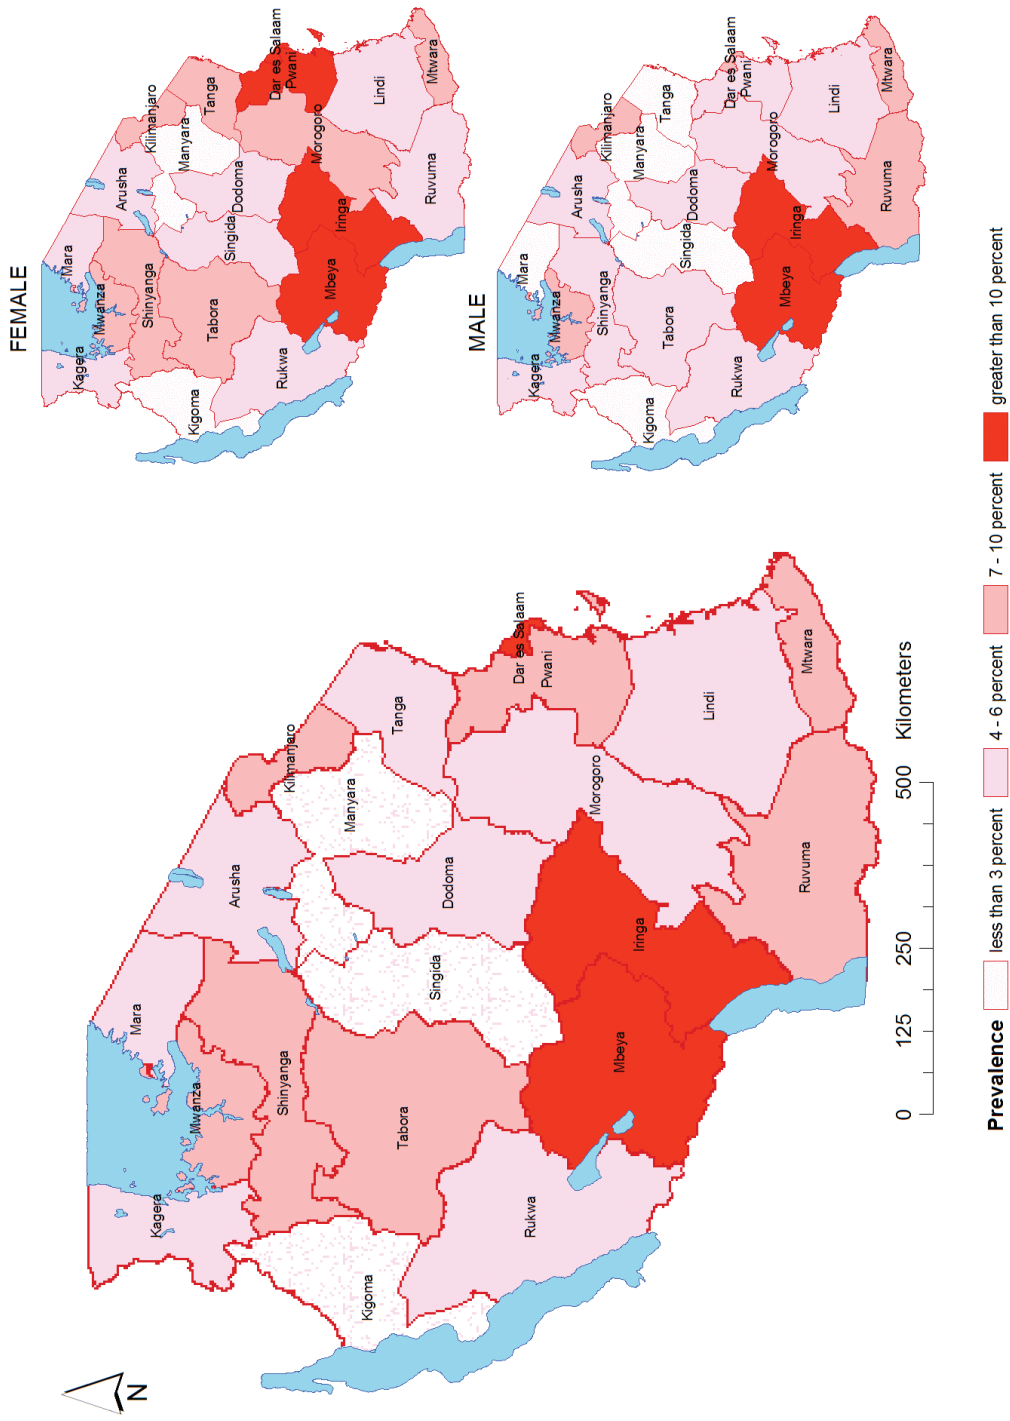 N
Kagera
Mara
Mwanza
Arusha
Shinyanga
Kilimanjaro
Kigoma
Manyara
Tanga
Tabora
Singida
Dodoma
Dar es Salaam
Pwani
Rukwa
Morogoro
Mbeya
Iringa
Lindi
Ruvuma
Mtwara
0 125 250 500 Kilometers
FEMALE
Kagera
Mara
Mwanza
Arusha
Shinyanga
Kilimanjaro
Manyara
Kigoma
Tanga
Tabora
Singida
Dodoma
Dar es Salaam
Pwani
Rukwa
Morogoro
Mbeya
Iringa
Lindi
Ruvuma
Mtwara
MALE
Kagera
Mara
Mwanza
Arusha
Shinyanga
Kilimanjaro
Manyara
Kigoma
Tanga
Tabora
Singida
Dodoma
Dar es Salaam
Pwani
Rukwa
Morogoro
Mbeya
Iringa
Lindi
Ruvuma
Mtwara
Prevalence less than 3 percent 4 - 6 percent 7 - 10 percent greater than 10 percent